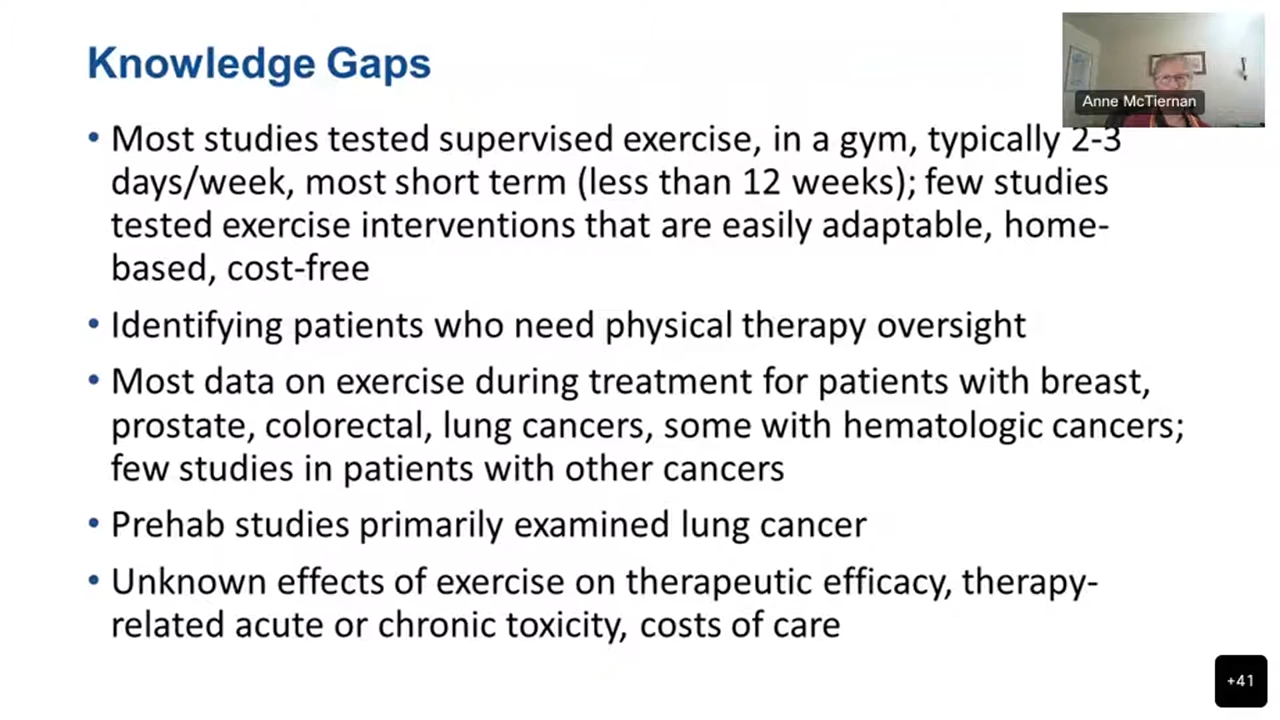 Knowledge Gaps
Anne McTiernan
• Most studies tested supervised exercise, in a gym, typically 2-3
days/week, most short term (less than 12 weeks); few studies
tested exercise interventions that are easily adaptable, home-
based, cost-free
• Identifying patients who need physical therapy oversight
• Most data on exercise during treatment for patients with breast,
prostate, colorectal, lung cancers, some with hematologic cancers;
few studies in patients with other cancers
• Prehab studies primarily examined lung cancer
• Unknown effects of exercise on therapeutic efficacy, therapy-
related acute or chronic toxicity, costs of care
+41